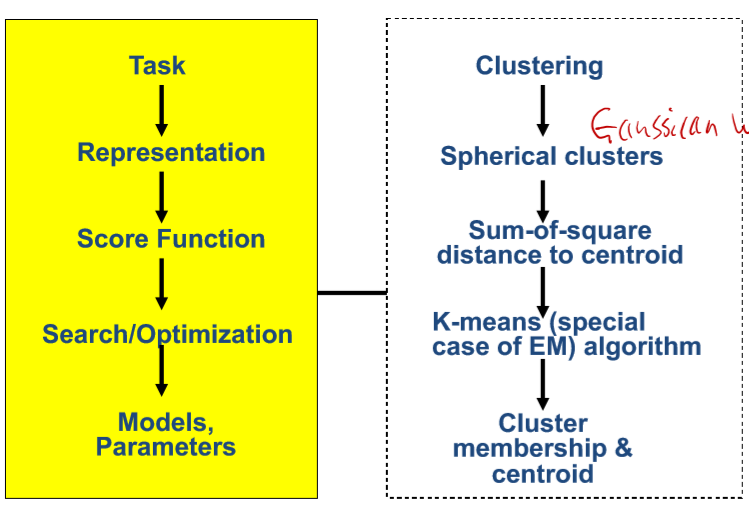 Task
Representation
Score Function
Search/Optimization
Models,
Parameters
Clustering
Gaussian
Spherical clusters
Sum-of-square
distance to centroid
K-means (special
case of EM) algorithm
Cluster
membership &
centroid